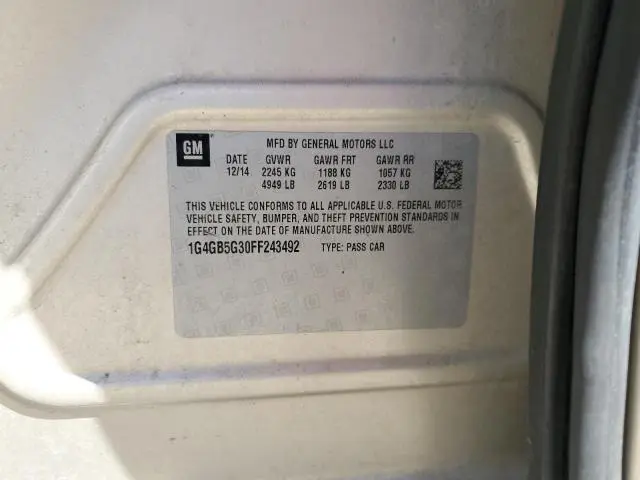 GM
MFD BY GENERAL MOTORS LLC
DATE GVWR GAWR FRT GAWR RR
12/14 2245 KG 1188 KG 1057 KG
4949 LB 2619 LB 2330 LB
THIS VEHICLE CONFORMS TO ALL APPLICABLE U.S. FEDERAL MOTOR
VEHICLE SAFETY, BUMPER, AND THEFT PREVENTION STANDARDS IN
EFFECT ON THE DATE OF MANUFACTURE SHOWN ABOVE.
1G4GB5G30FF243492 TYPE: PASS CAR